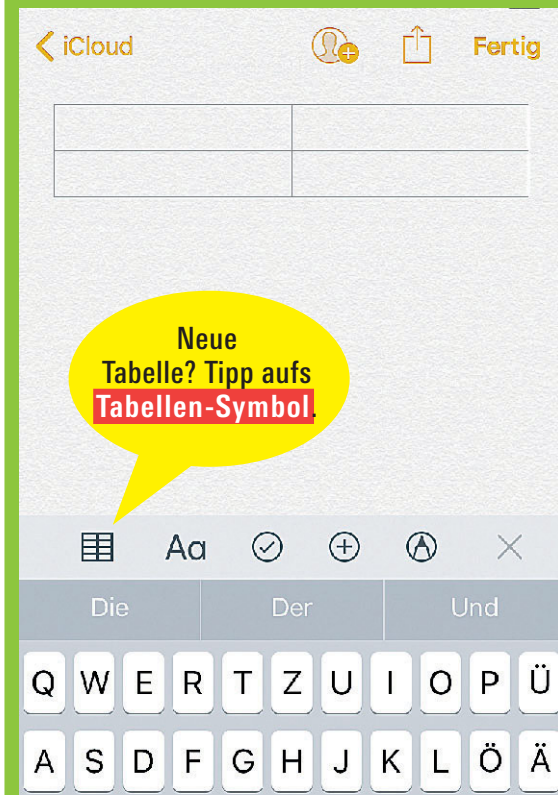 iCloud Fertig
Neue
Tabelle? Tipp aufs
Tabellen-Symbol.
Aa
Die Der Und
Q W E R T Z U I O P Ü
A S D F G H J K L Ö Ä